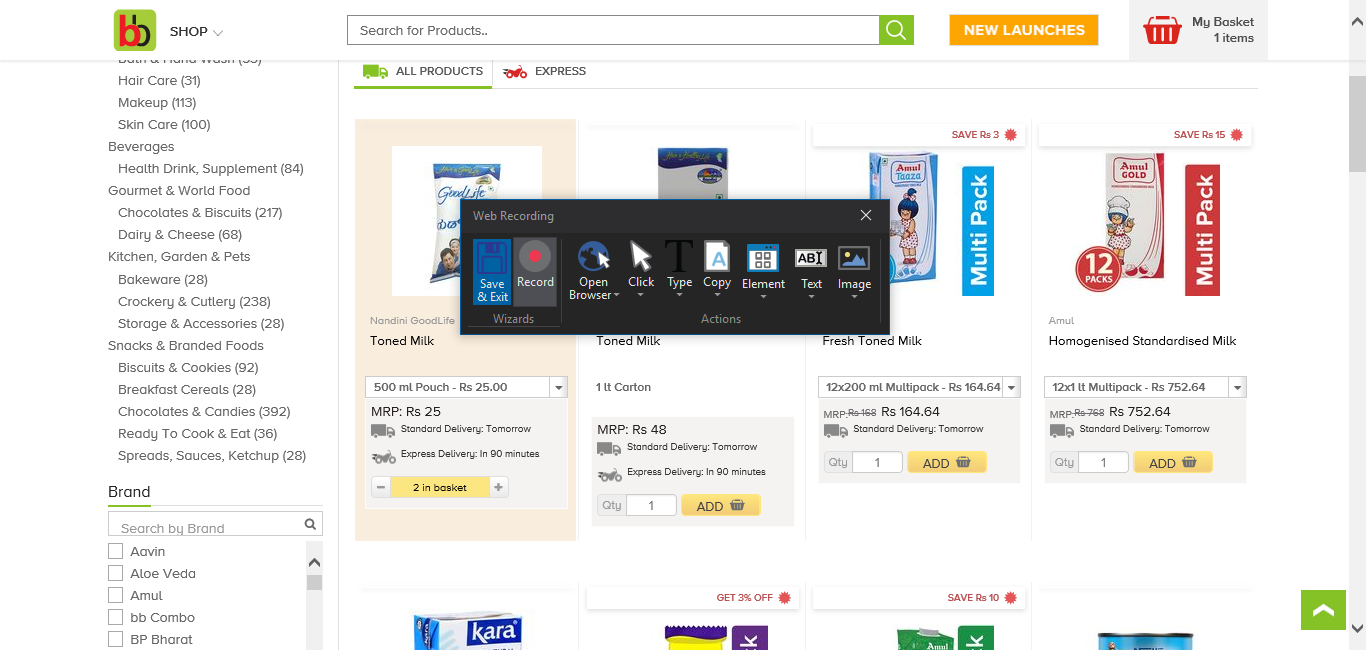 bb
SHOP
Search for Products..
NEW LAUNCHES
My Basket
1 items
Bath & Hand Wash (55)
Hair Care (31)
Makeup (113)
Skin Care (100)
Beverages
Health Drink, Supplement (84)
Gourmet & World Food
Chocolates & Biscuits (217)
Dairy & Cheese (68)
Kitchen, Garden & Pets
Bakeware (28)
Crockery & Cutlery (238)
Storage & Accessories (28)
Snacks & Branded Foods
Biscuits & Cookies (92)
Breakfast Cereals (28)
Chocolates & Candies (392)
Ready To Cook & Eat (36)
Spreads, Sauces, Ketchup (28)
Brand
Search by Brand
Aavin
Aloe Veda
Amul
bb Combo
BP Bharat
ALL PRODUCTS
EXPRESS
GoodLife
Nandini GoodLife
Toned Milk
500 ml Pouch - Rs 25.00
MRP: Rs 25
Standard Delivery: Tomorrow
Express Delivery: In 90 minutes
2 in basket
Toned Milk
1 lt Carton
MRP: Rs 48
Standard Delivery: Tomorrow
Express Delivery: In 90 minutes
Qty 1 ADD
SAVE Rs 3
Amul
Taaza
Multi Pack
Fresh Toned Milk
12x200 ml Multipack - Rs 164.64
MRP: Rs 168 Rs 164.64
Standard Delivery: Tomorrow
Qty 1 ADD
SAVE Rs 15
Amul
GOLD
12
PACKS
Multi Pack
Amul
Homogenised Standardised Milk
12x1 lt Multipack - Rs 752.64
MRP: Rs 768 Rs 752.64
Standard Delivery: Tomorrow
Qty 1 ADD
Web Recording
Save
& Exit
Record
Open
Browser
Click
Type
Copy
Element
Text
Image
Wizards
Actions
kara
GET 3% OFF
SAVE Rs 10
Amul